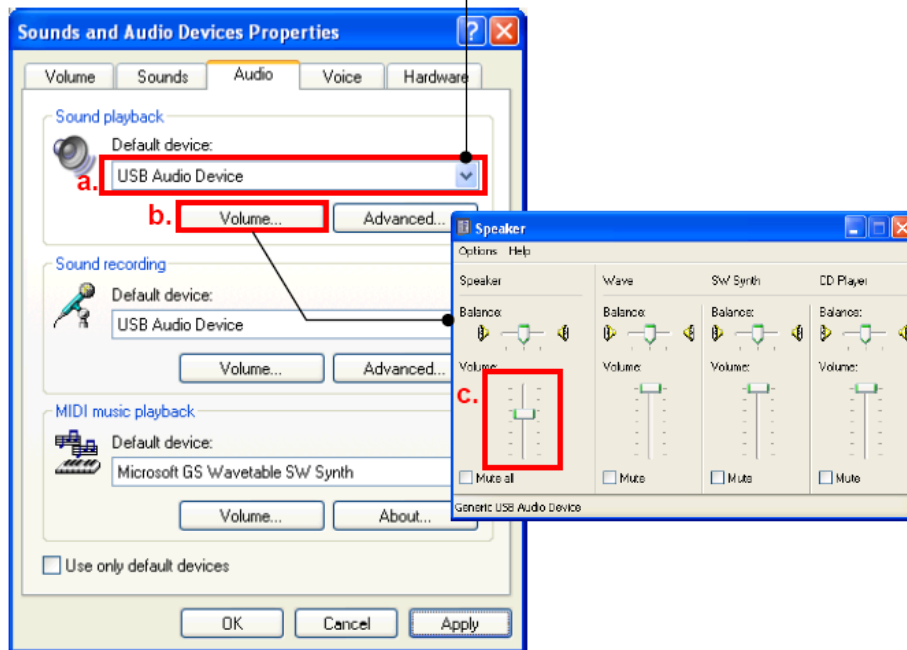 Sounds and Audio Devices Properties
Volume Sounds Audio Voice Hardware
Sound playback
Default device:
a. USB Audio Device
b. Volume... Advanced...
Sound recording
Default device:
USB Audio Device
Volume... Advanced...
MIDI music playback
Default device:
Microsoft GS Wavetable SW Synth
Volume... About...
Use only default devices
OK Cancel Apply
Speaker
Options Help
Speaker Wave SW Synth CD Player
Balance: Balance: Balance: Balance:
Volume: Volume: Volume: Volume:
c.
Mute all Mute Mute Mute
Generic USB Audio Device